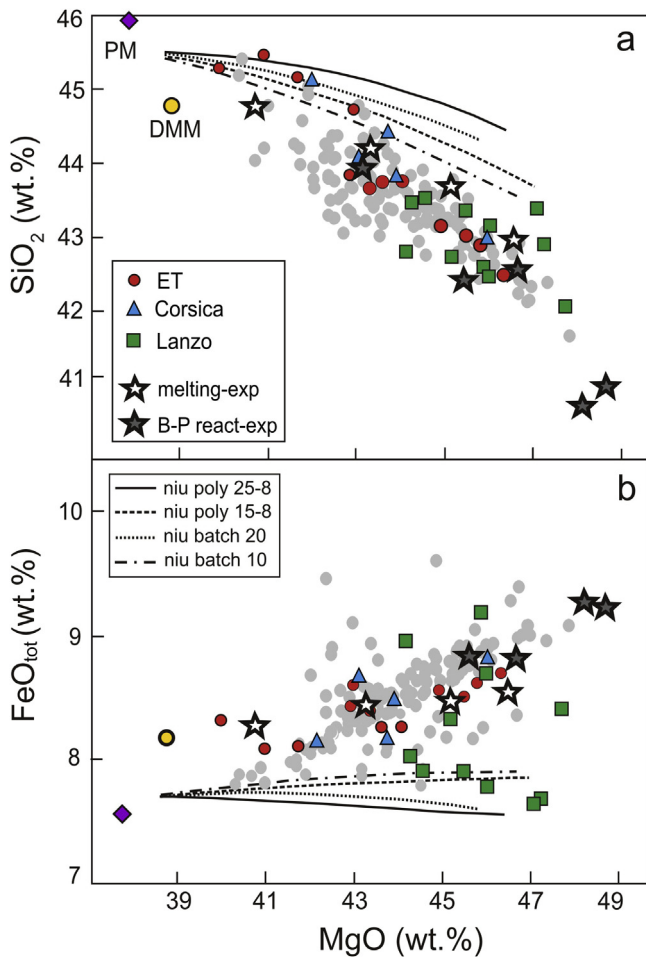 46
45
44
43
42
41
SiO2 (wt.%)
a
PM
DMM
ET
Corsica
Lanzo
melting-exp
B-P react-exp
b
niu poly 25-8
niu poly 15-8
niu batch 20
niu batch 10
10
9
8
7
FeOtot (wt.%)
39 41 43 45 47 49
MgO (wt.%)